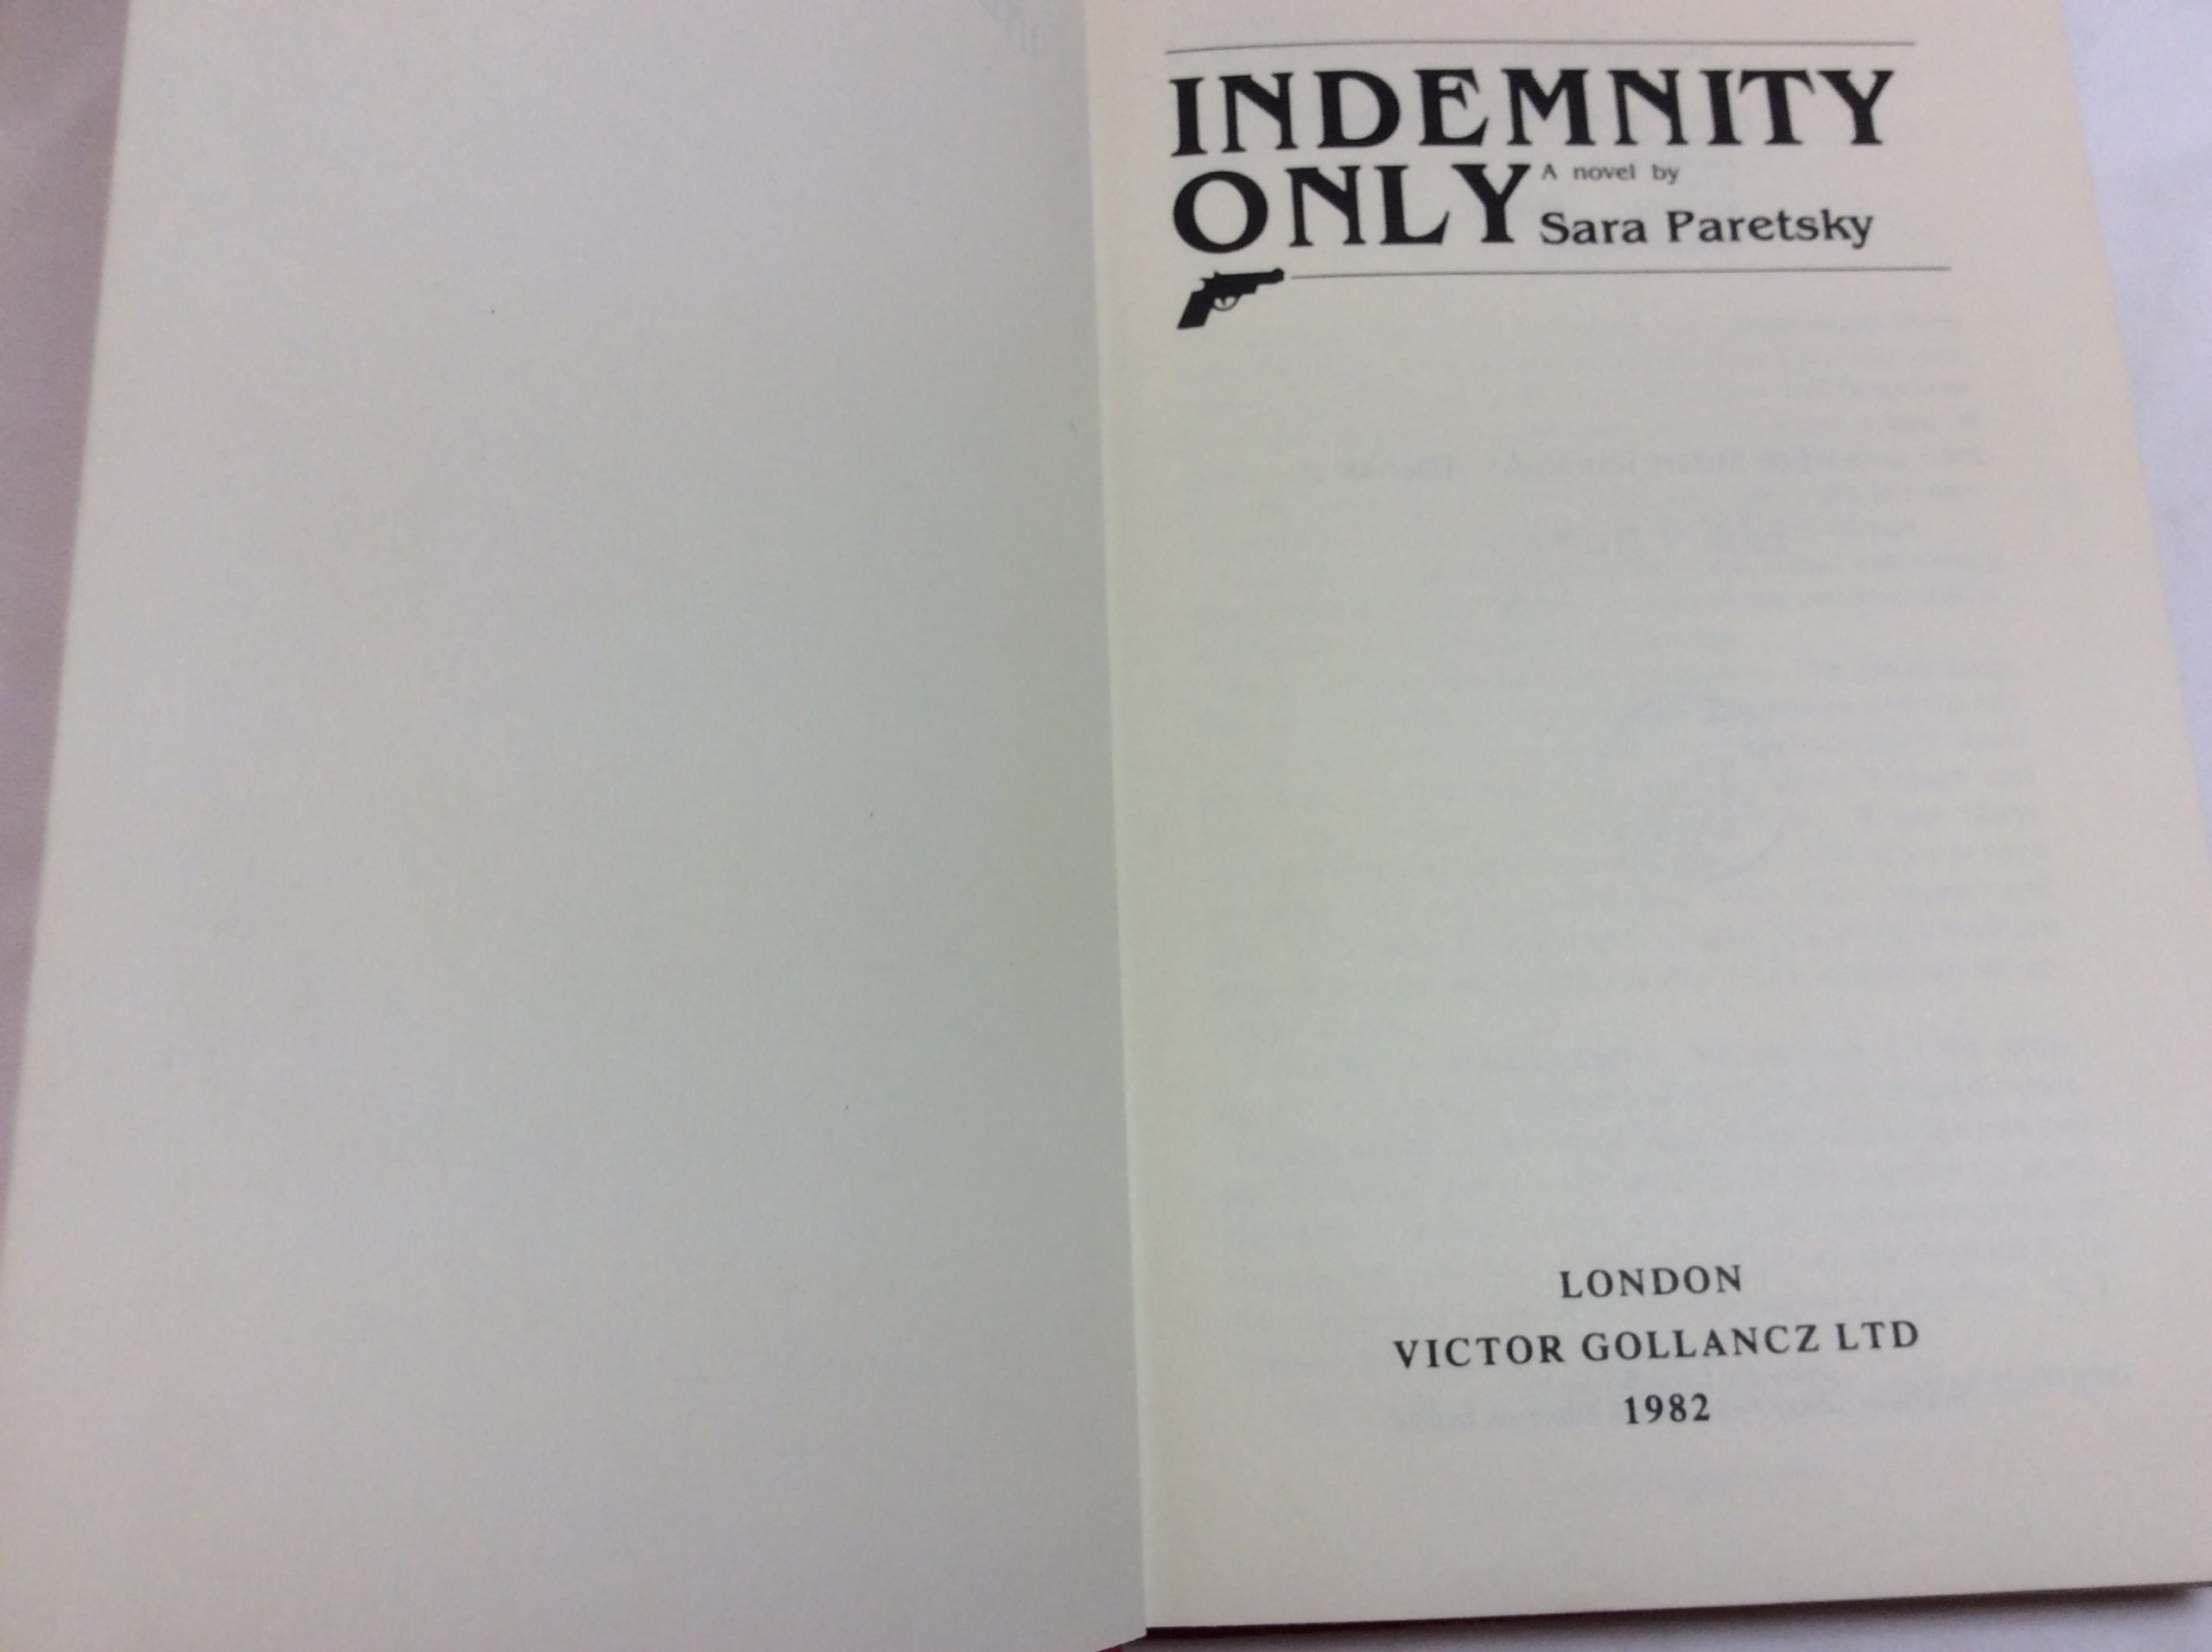 INDEMNITY
ONLY
A novel by
Sara Paretsky
LONDON
VICTOR GOLLANCZ LTD
1982